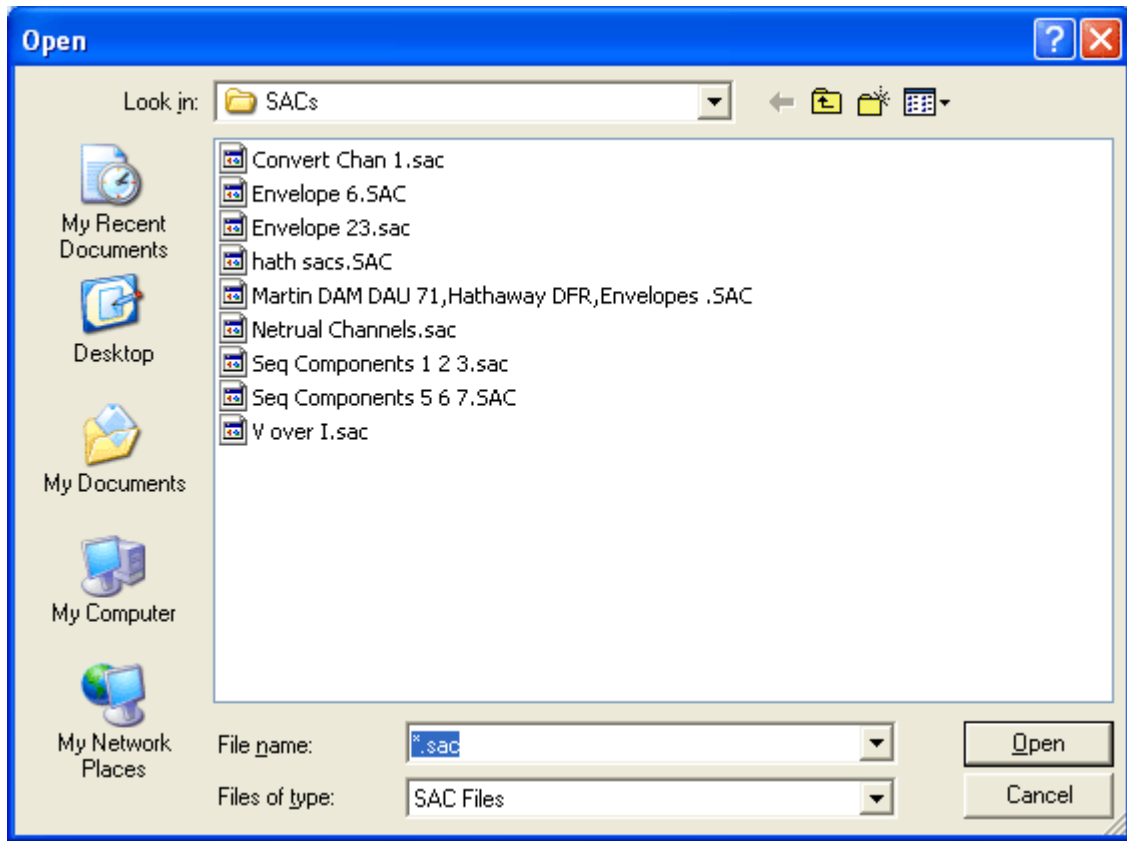 Open
Look in:
SACs
My Recent
Documents
Desktop
My Documents
My Computer
My Network
Places
Convert Chan 1.sac
Envelope 6.SAC
Envelope 23.sac
hath sacs.SAC
Martin DAM DAU 71,Hathaway DFR,Envelopes .SAC
Netrual Channels.sac
Seq Components 1 2 3.sac
Seq Components 5 6 7.SAC
V over I.sac
File name:
*.sac
Open
Files of type:
SAC Files
Cancel